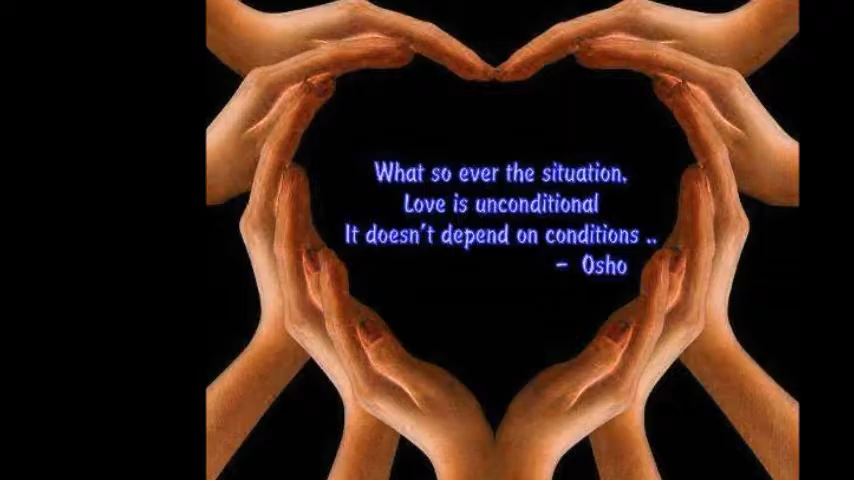 What so ever the situation.
Love is unconditional
It doesn't depend on conditions ..
- Osho